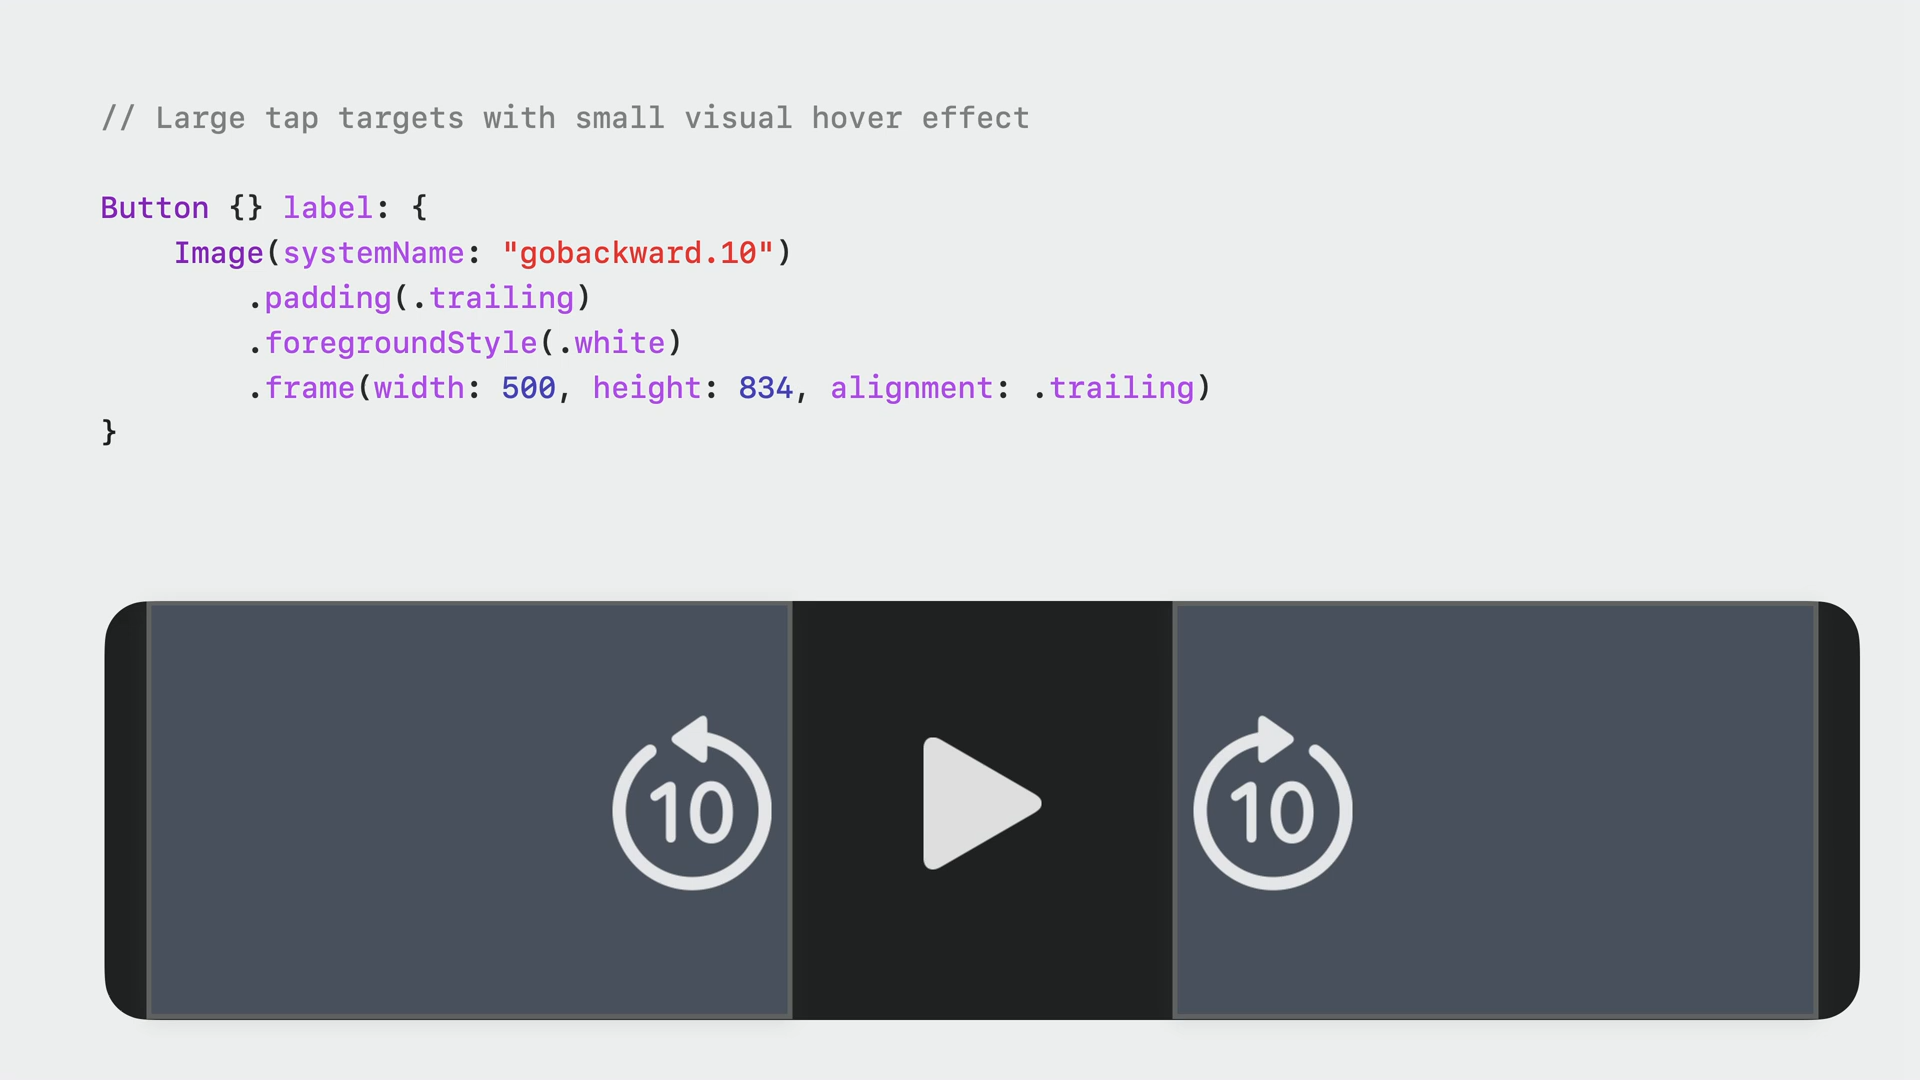 // Large tap targets with small visual hover effect
Button {} label: {
     Image(systemName: "gobackward.10")
         .padding(.trailing)
         .foregroundStyle(.white)
         .frame(width: 500, height: 834, alignment: .trailing)
}
10
10